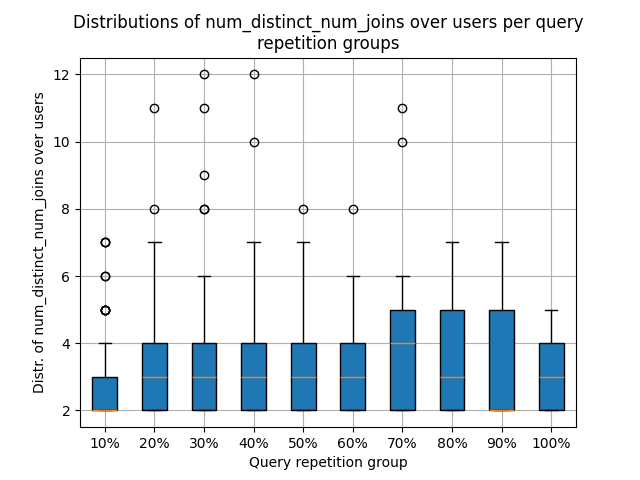 Distributions of num_distinct_num_joins over users per query
repetition groups
Distr. of num_distinct_num_joins over users
12
10
8
6
4
2
10% 20% 30% 40% 50% 60% 70% 80% 90% 100%
Query repetition group